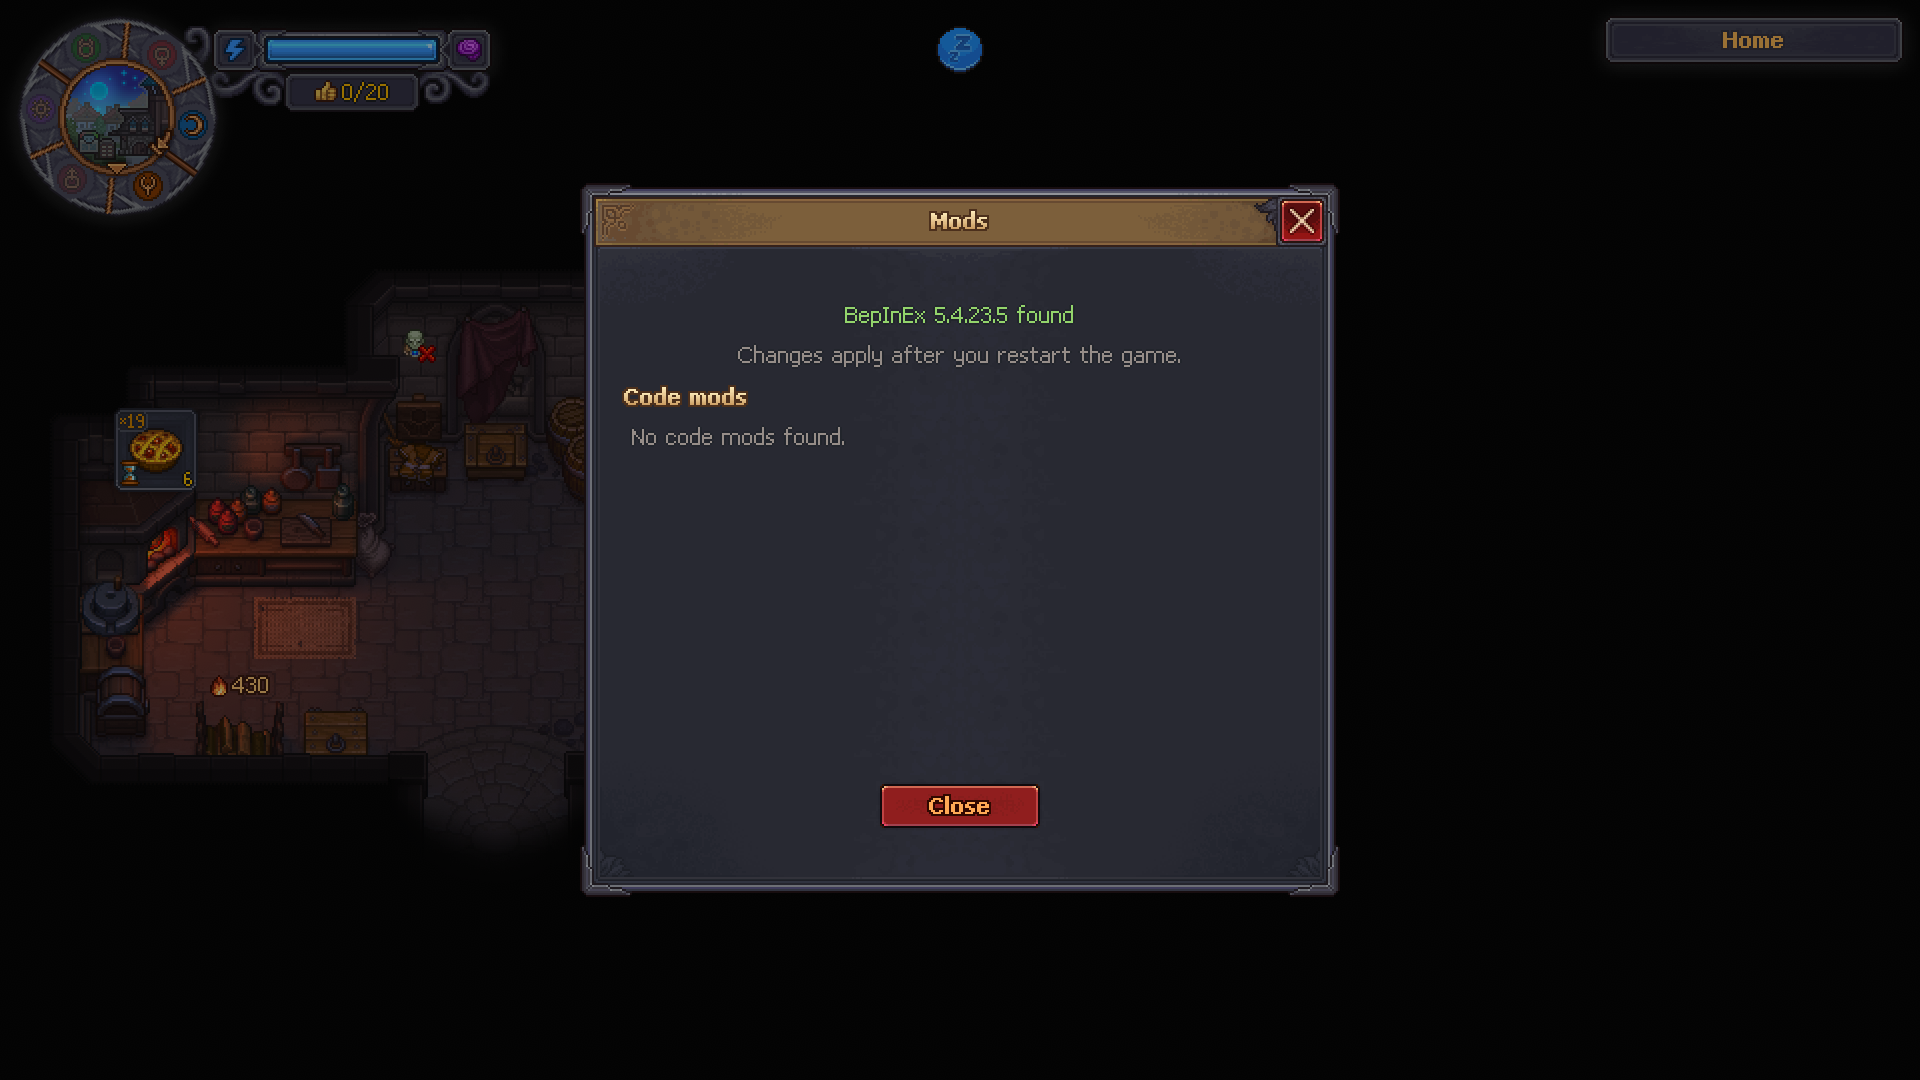 Home
0/20
Mods
BepInEx 5.4.23.5 found
Changes apply after you restart the game.
Code mods
No code mods found.
×19
6
430
Close